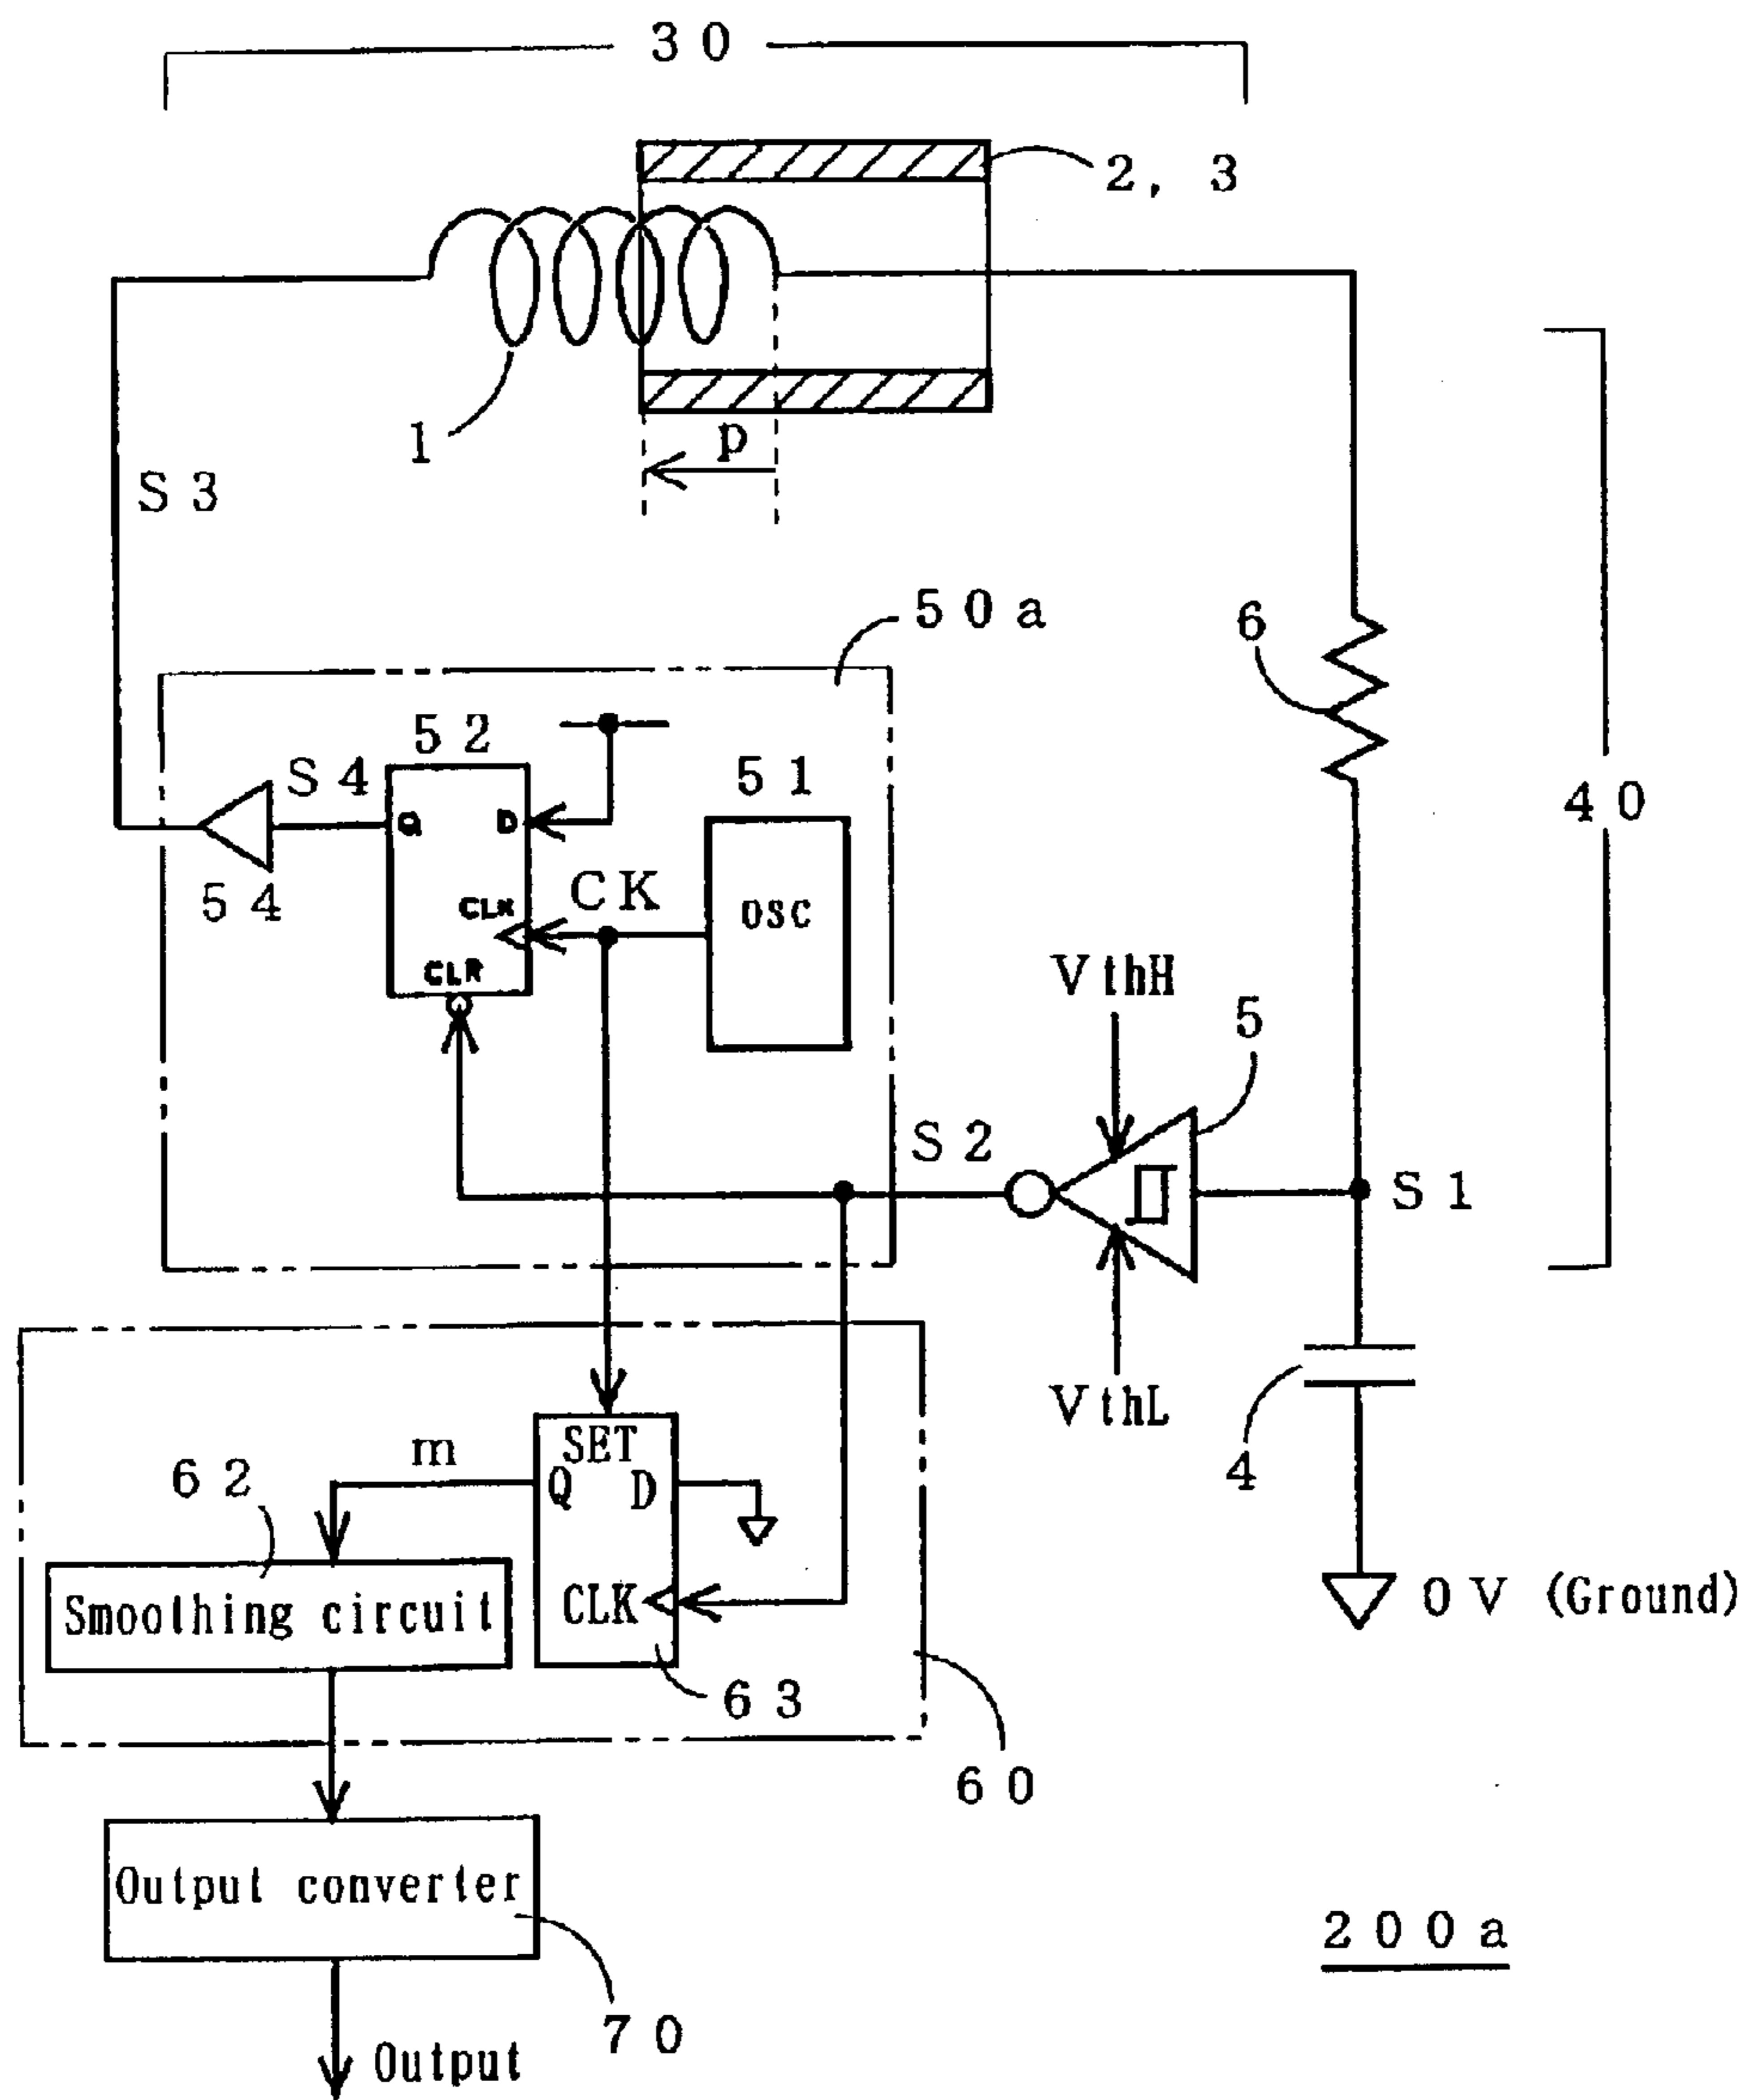 30
2, 3
1
p
S3
50a
6
52
S4
51
40
Q
D
54
CK
CLK
OSC
CLR
VthH
5
S2
S1
VthL
4
m
SET
62
Q
D
Smoothing circuit
CLK
0V (Ground)
63
60
Output converter
200a
70
Output